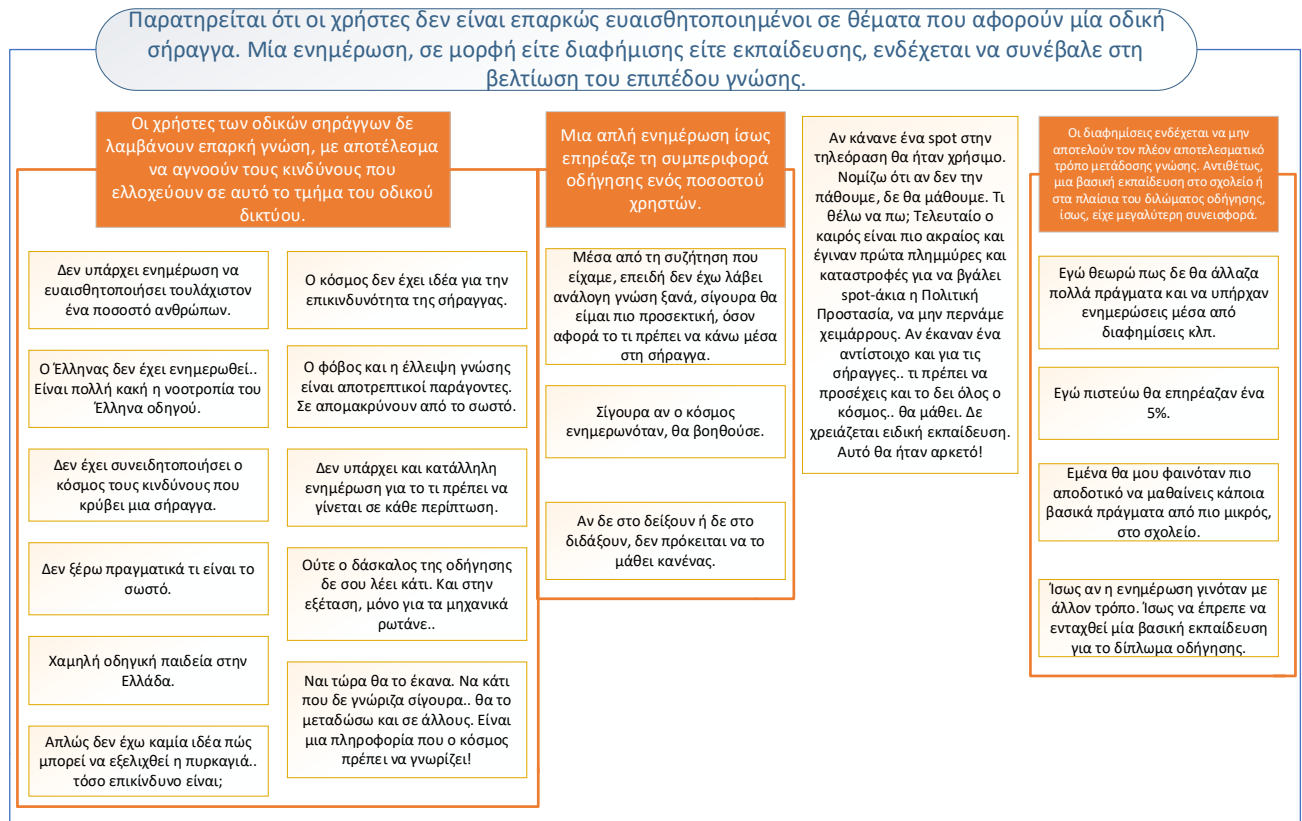 Παρατηρείται ότι οι χρήστες δεν είναι επαρκώς ευαισθητοποιημένοι σε θέματα που αφορούν μία οδική
σήραγγα. Μία ενημέρωση, σε μορφή είτε διαφήμισης είτε εκπαίδευσης, ενδέχεται να συνέβαλε στη
βελτίωση του επιπέδου γνώσης.
Οι χρήστες των οδικών σηράγγων δε
λαμβάνουν επαρκή γνώση, με αποτέλεσμα
να αγνοούν τους κινδύνους που
ελλοχεύουν σε αυτό το τμήμα του οδικού
δικτύου.
Δεν υπάρχει ενημέρωση να
ευαισθητοποιήσει τουλάχιστον
ένα ποσοστό ανθρώπων.
Ο Έλληνας δεν έχει ενημερωθεί..
Είναι πολλή κακή η νοοτροπία του
Έλληνα οδηγού.
Δεν έχει συνειδητοποιήσει ο
κόσμος τους κινδύνους που
κρύβει μια σήραγγα.
Δεν ξέρω πραγματικά τι είναι το
σωστό.
Χαμηλή οδηγική παιδεία στην
Ελλάδα.
Απλώς δεν έχω καμία ιδέα πώς
μπορεί να εξελιχθεί η πυρκαγιά..
τόσο επικίνδυνο είναι;
Ο κόσμος δεν έχει ιδέα για την
επικινδυνότητα της σήραγγας.
Ο φόβος και η έλλειψη γνώσης
είναι αποτρεπτικοί παράγοντες.
Σε απομακρύνουν από το σωστό.
Δεν υπάρχει και κατάλληλη
ενημέρωση για το τι πρέπει να
γίνεται σε κάθε περίπτωση.
Ούτε ο δάσκαλος της οδήγησης
δε σου λέει κάτι. Και στην
εξέταση, μόνο για τα μηχανικά
ρωτάνε..
Ναι τώρα θα το έκανα. Να κάτι
που δε γνώριζα σίγουρα.. θα το
μεταδώσω και σε άλλους. Είναι
μια πληροφορία που ο κόσμος
πρέπει να γνωρίζει!
Μια απλή ενημέρωση ίσως
επηρέαζε τη συμπεριφορά
οδήγησης ενός ποσοστού
χρηστών.
Μέσα από τη συζήτηση που
είχαμε, επειδή δεν έχω λάβει
ανάλογη γνώση ξανά, σίγουρα θα
είμαι πιο προσεκτική, όσον
αφορά το τι πρέπει να κάνω μέσα
στη σήραγγα.
Σίγουρα αν ο κόσμος
ενημερωνόταν, θα βοηθούσε.
Αν δε στο δείξουν ή δε στο
διδάξουν, δεν πρόκειται να το
μάθει κανένας.
Αν κάνανε ένα spot στην
τηλεόραση θα ήταν χρήσιμο.
Νομίζω ότι αν δεν την
πάθουμε, δε θα μάθουμε. Τι
θέλω να πω; Τελευταίο ο
καιρός είναι πιο ακραίος και
έγιναν πρώτα πλημμύρες και
καταστροφές για να βγάλει
spot-άκια η Πολιτική
Προστασία, να μην περνάμε
χειμάρρους. Αν έκαναν ένα
αντίστοιχο και για τις
σήραγγες.. τι πρέπει να
προσέχεις και το δει όλος ο
κόσμος.. θα μάθει. Δε
χρειάζεται ειδική εκπαίδευση.
Αυτό θα ήταν αρκετό!
Οι διαφημίσεις ενδέχεται να μην
αποτελούν τον πλέον αποτελεσματικό
τρόπο μετάδοσης γνώσης. Αντιθέτως,
μια βασική εκπαίδευση στο σχολείο ή
στα πλαίσια του διλώματος οδήγησης,
ίσως, είχε μεγαλύτερη συνεισφορά.
Εγώ θεωρώ πως δε θα άλλαζα
πολλά πράγματα και να υπήρχαν
ενημερώσεις μέσα από
διαφημίσεις κλπ.
Εγώ πιστεύω θα επηρέαζαν ένα
5%.
Εμένα θα μου φαινόταν πιο
αποδοτικό να μαθαίνεις κάποια
βασικά πράγματα από πιο μικρός,
στο σχολείο.
Ίσως αν η ενημέρωση γινόταν με
άλλον τρόπο. Ίσως να έπρεπε να
ενταχθεί μία βασική εκπαίδευση
για το δίπλωμα οδήγησης.